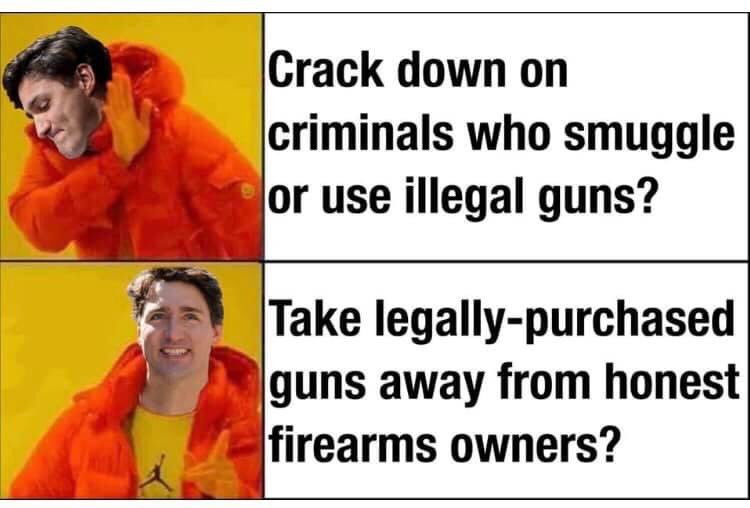 Crack down on
criminals who smuggle
or use illegal guns?
Take legally-purchased
guns away from honest
firearms owners?